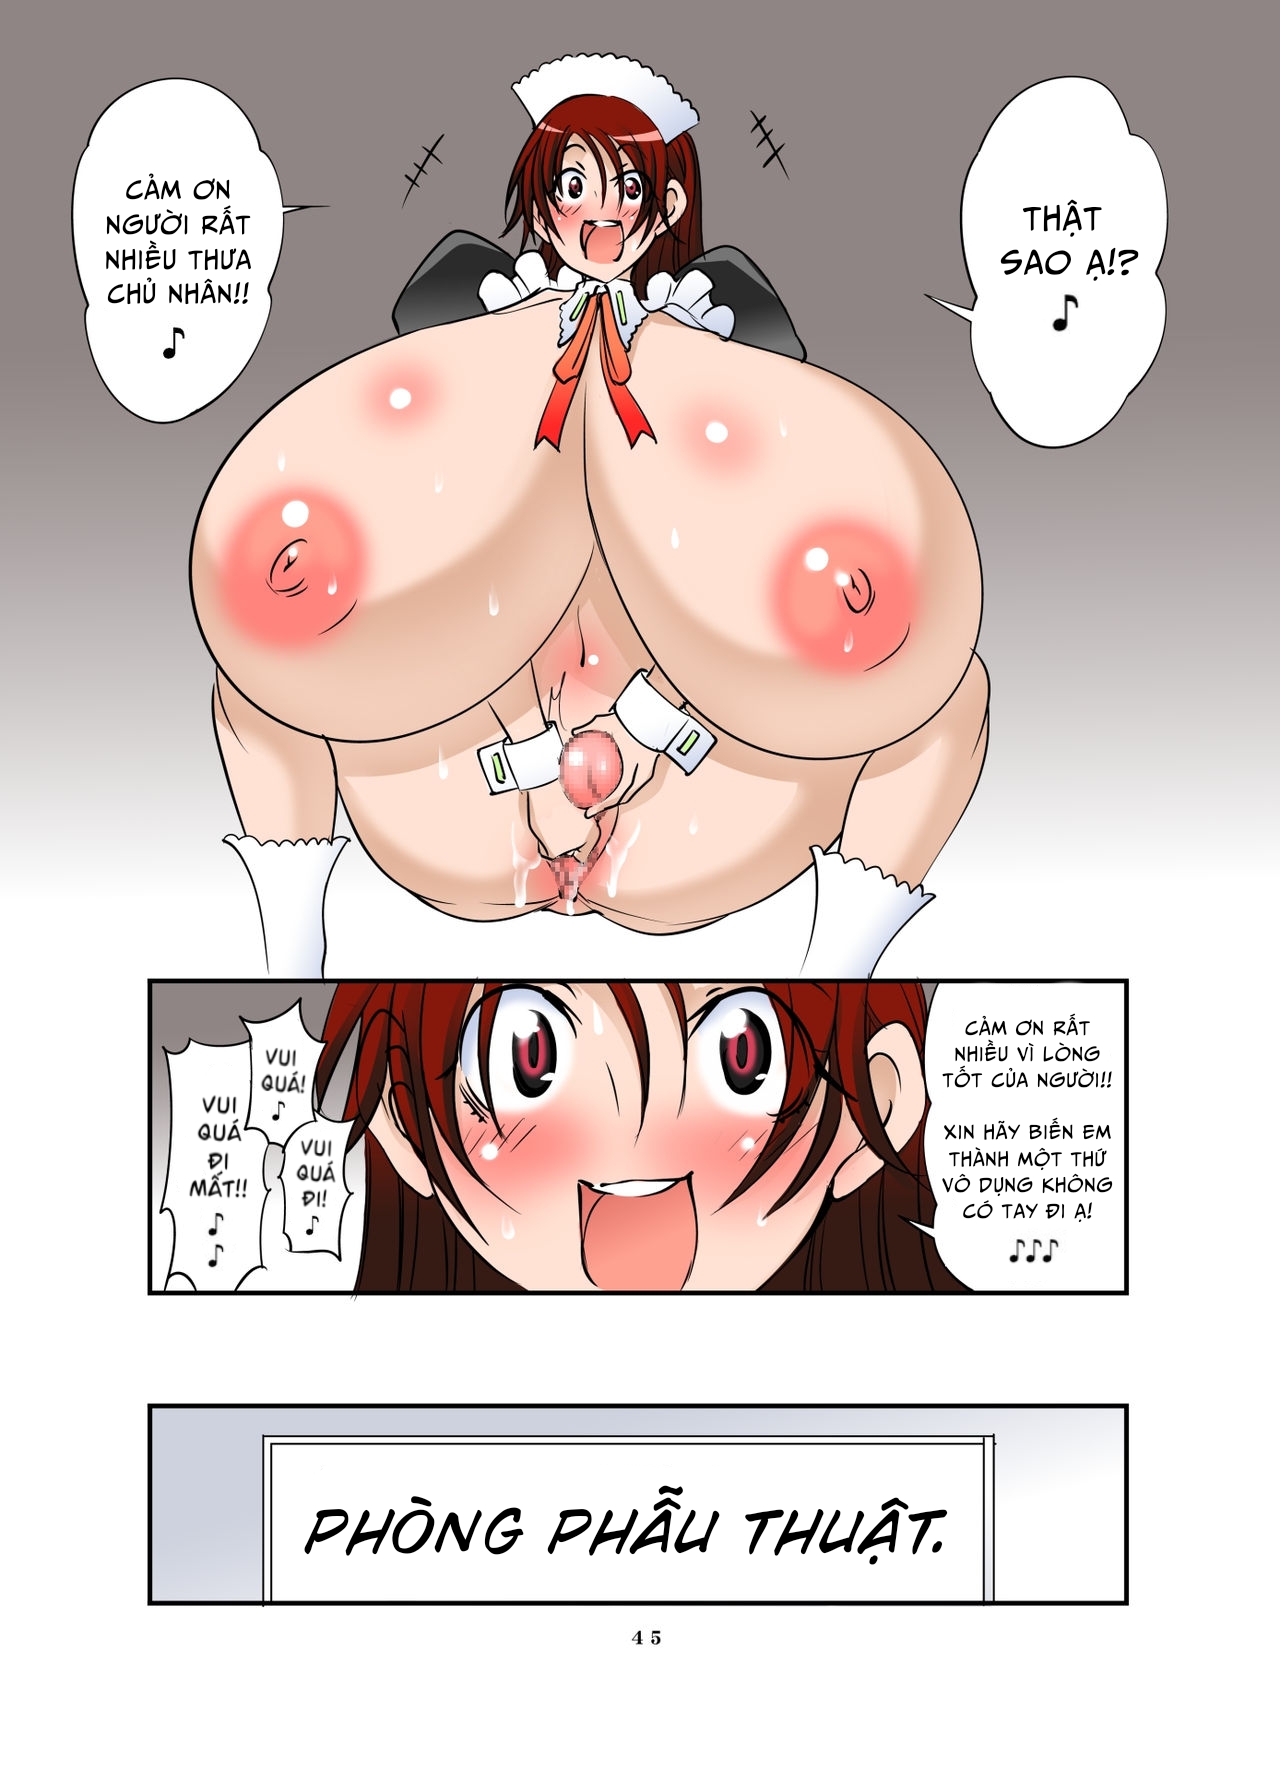 THẬT
SAO Ạ!?
♪
CẢM ƠN
NGƯỜI RẤT
NHIỀU THƯA
CHỦ NHÂN!!
♪
CẢM ƠN RẤT
NHIỀU VÌ LÒNG
TỐT CỦA NGƯỜI!!
XIN HÃY BIẾN EM
THÀNH MỘT THỨ
VÔ DỤNG KHÔNG
CÓ TAY ĐI Ạ!
♪♪♪
VUI
QUÁ!
♪
VUI
QUÁ
ĐI!
♪
VUI
QUÁ
ĐI
MẤT!!
♪
♪
PHÒNG PHẪU THUẬT.
45